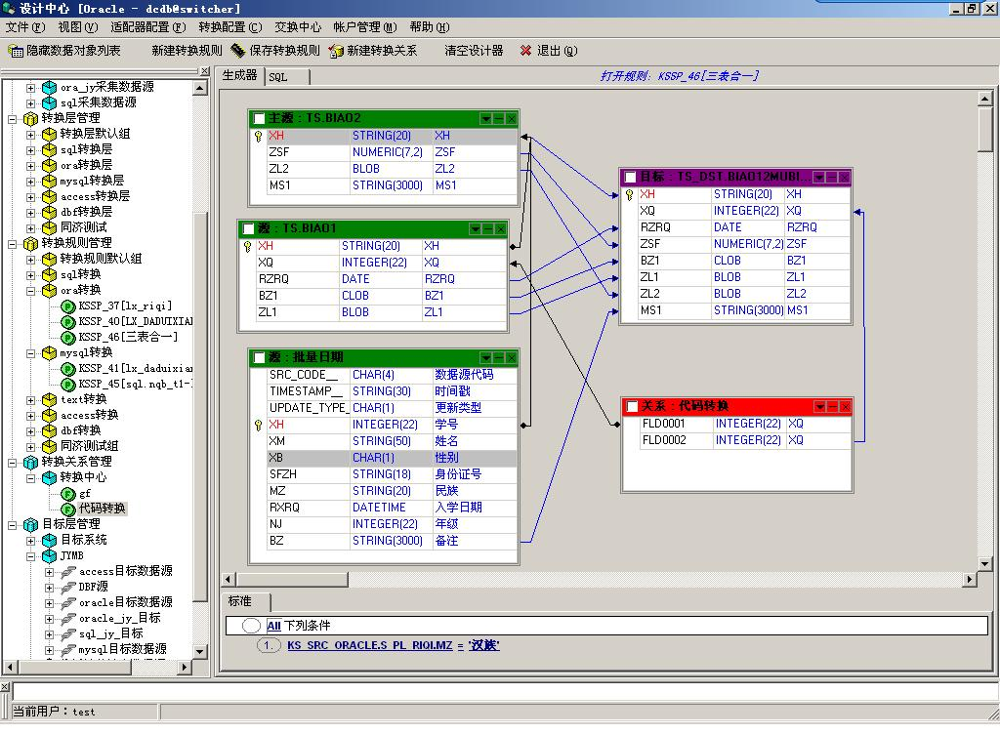 设计中心 [Oracle - dcdb@switcher]
文件(F) 视图(V) 适配器配置(P) 转换配置(C) 交换中心 帐户管理(M) 帮助(H)
隐藏数据对象列表 新建转换规则 保存转换规则 新建转换关系 清空设计器 退出(Q)
ora_jy采集数据源
sql采集数据源
转换层管理
转换层默认组
sql转换层
ora转换层
mysql转换层
access转换层
dbf转换层
同济测试
转换规则管理
转换规则默认组
sql转换
ora转换
KSSP_37[lx_riqi]
KSSP_40[LX_DADUIXIA
KSSP_46[三表合一]
mysql转换
KSSP_41[lx_daduixian
KSSP_45[sql.nqb_t1-
text转换
access转换
dbf转换
同济测试组
转换关系管理
转换中心
gf
代码转换
目标层管理
目标系统
JYMB
access目标数据源
DBF源
oracle目标数据源
oracle_jy_目标
sql_jy_目标
mysql目标数据源
生成器 SQL
打开规则: KSSP_46[三表合一]
主源:TS.BIAO2
XH STRING(20) XH
ZSF NUMERIC(7,2) ZSF
ZL2 BLOB ZL2
MS1 STRING(3000) MS1
源:TS.BIAO1
XH STRING(20) XH
XQ INTEGER(22) XQ
RZRQ DATE RZRQ
BZ1 CLOB BZ1
ZL1 BLOB ZL1
源:批量日期
SRC_CODE__ CHAR(4) 数据源代码
TIMESTAMP__ STRING(30) 时间戳
UPDATE_TYPE_ CHAR(1) 更新类型
XH INTEGER(22) 学号
XM STRING(50) 姓名
XB CHAR(1) 性别
SFZH STRING(18) 身份证号
MZ STRING(20) 民族
RXRQ DATETIME 入学日期
NJ INTEGER(22) 年级
BZ STRING(3000) 备注
目标:TS_DST.BIAO12MUBI...
XH STRING(20) XH
XQ INTEGER(22) XQ
RZRQ DATE RZRQ
ZSF NUMERIC(7,2) ZSF
BZ1 CLOB BZ1
ZL1 BLOB ZL1
ZL2 BLOB ZL2
MS1 STRING(3000) MS1
关系:代码转换
FLD0001 INTEGER(22) XQ
FLD0002 INTEGER(22) XQ
标准
All 下列条件
1. KS_SRC_ORACLE.S_PL_RIQI.MZ = '汉族'
当前用户:test